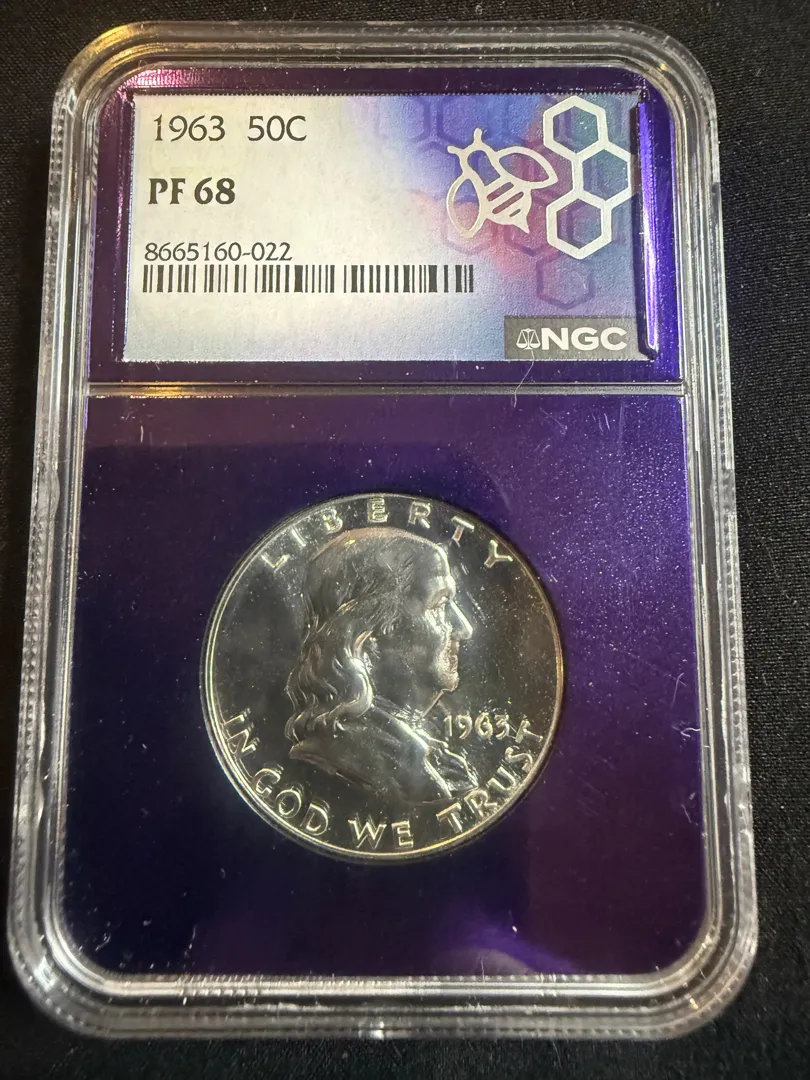 1963 50C
PF 68
8665160-022
NGC
LIBERTY
1963
IN GOD WE TRUST